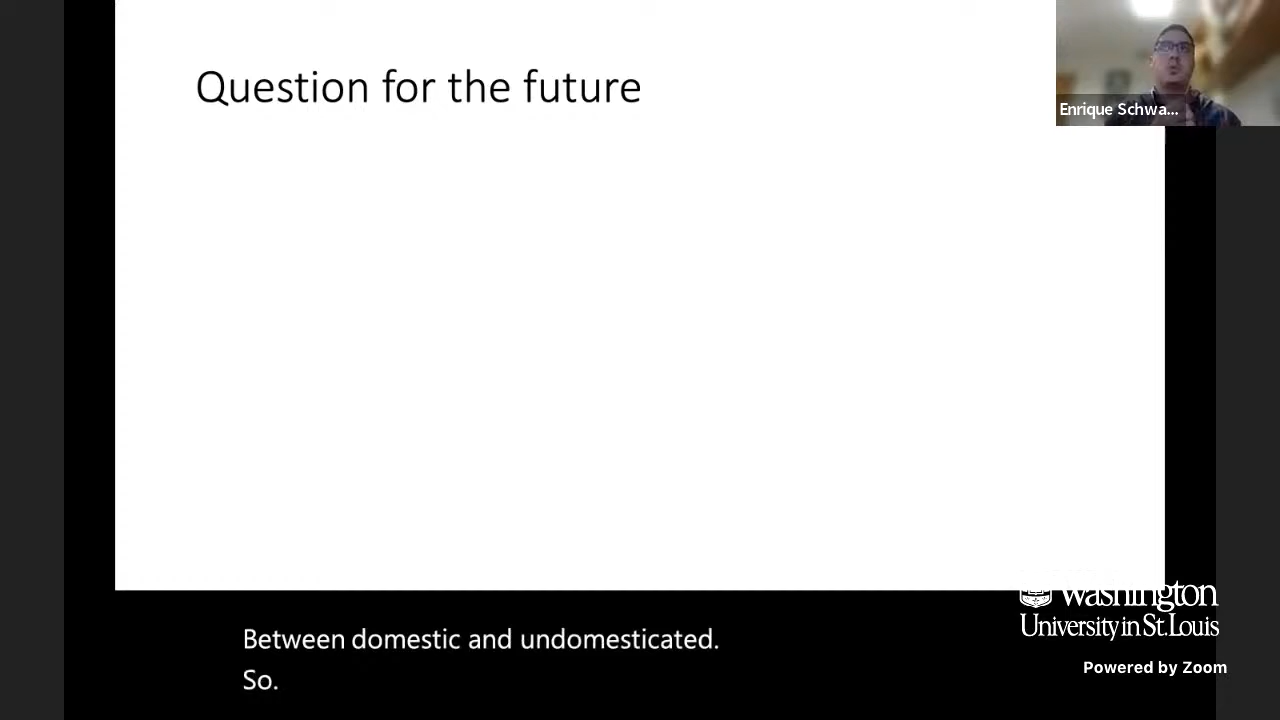 Question for the future
Enrique Schwa...
Between domestic and undomesticated.
So.
Washington
University in St. Louis
Powered by Zoom